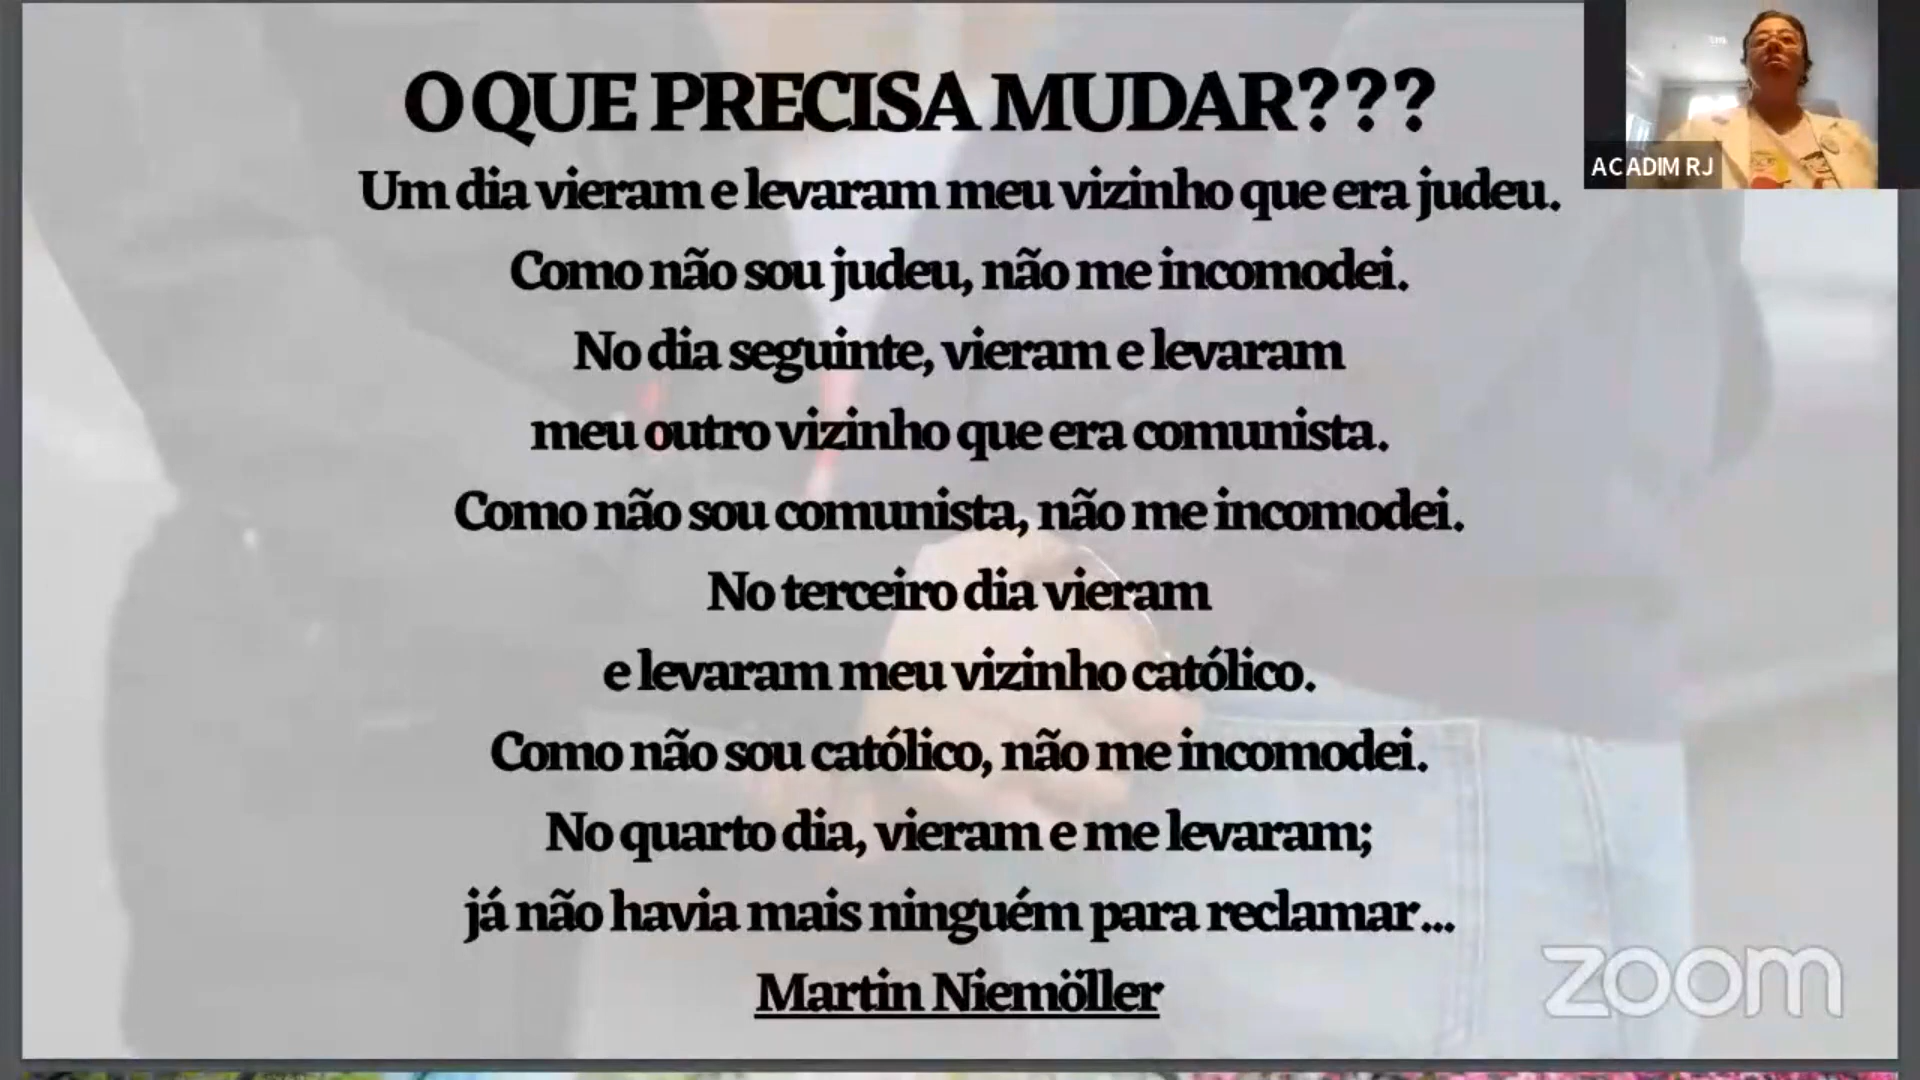 O QUE PRECISA MUDAR???
Um dia vieram e levaram meu vizinho que era judeu.
Como não sou judeu, não me incomodei.
No dia seguinte, vieram e levaram
meu outro vizinho que era comunista.
Como não sou comunista, não me incomodei.
No terceiro dia vieram
e levaram meu vizinho católico.
Como não sou católico, não me incomodei.
No quarto dia, vieram e me levaram;
já não havia mais ninguém para reclamar...
Martin Niemöller
ACADIM RJ
zoom